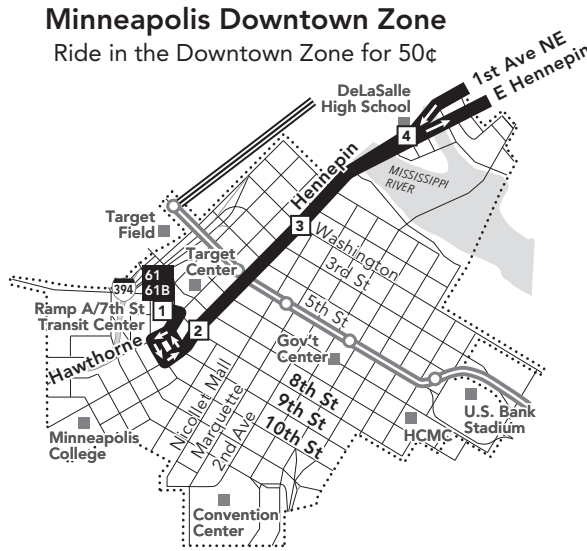 Minneapolis Downtown Zone
Ride in the Downtown Zone for 50¢
1st Ave NE
E Hennepin
DeLaSalle
High School
4
MISSISSIPPI
RIVER
Hennepin
3
Target
Field
Washington
3rd St
Target
Center
394
61
61B
5th St
Ramp A/7th St
Transit Center
1
2
Hawthorne
Gov't
Center
Nicollet Mall
Marquette
2nd Ave
8th St
9th St
10th St
U.S. Bank
Stadium
HCMC
Minneapolis
College
Convention
Center